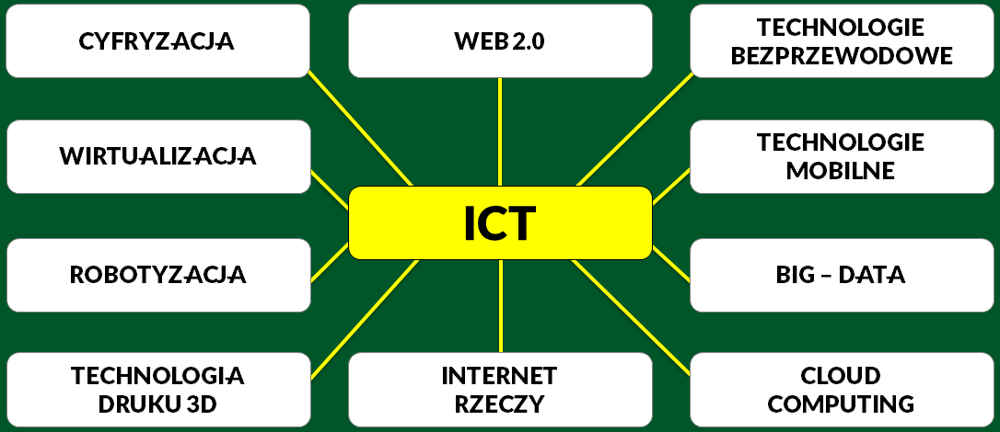 CYFRYZACJA
WEB 2.0
TECHNOLOGIE
BEZPRZEWODOWE
WIRTUALIZACJA
TECHNOLOGIE
MOBILNE
ICT
ROBOTYZACJA
BIG – DATA
TECHNOLOGIA
DRUKU 3D
INTERNET
RZECZY
CLOUD
COMPUTING